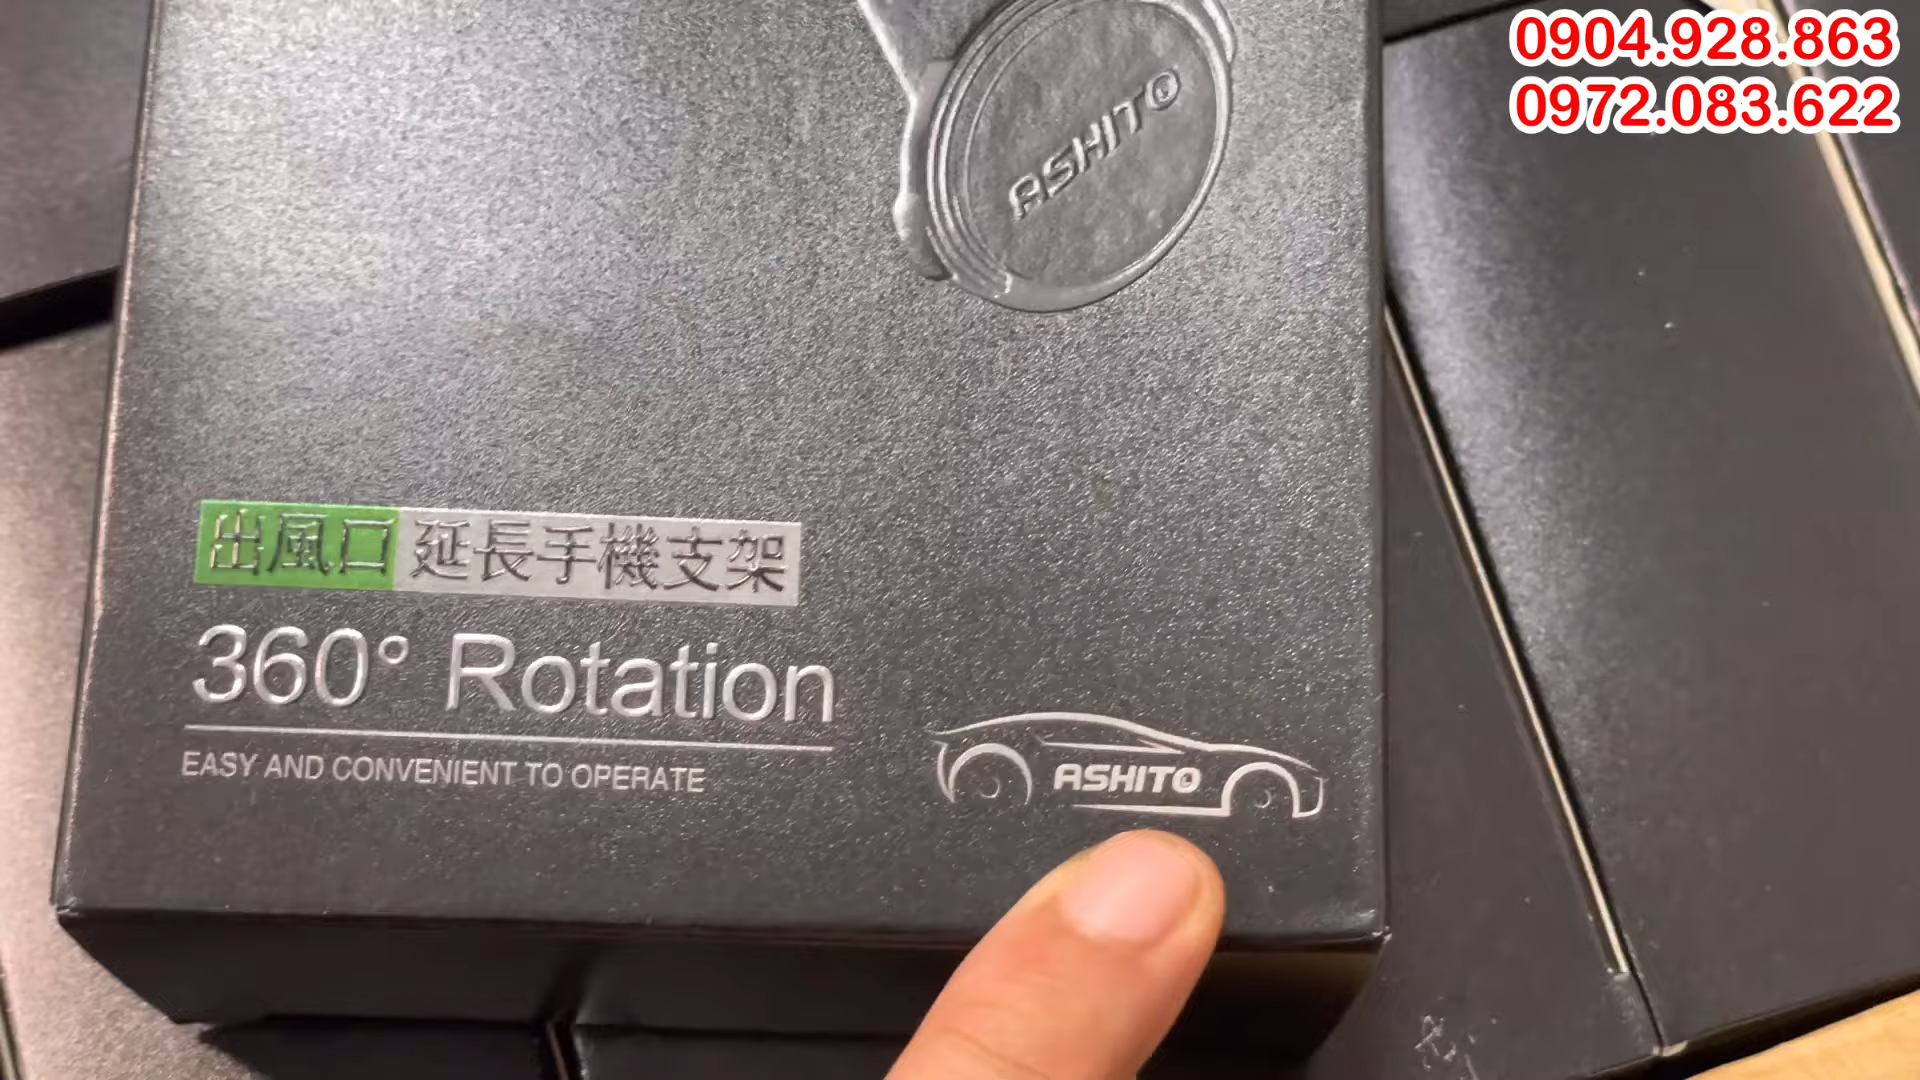 0904.928.863
0972.083.622
ASHITO
出風口 延長手機支架
360° Rotation
EASY AND CONVENIENT TO OPERATE
ASHITO